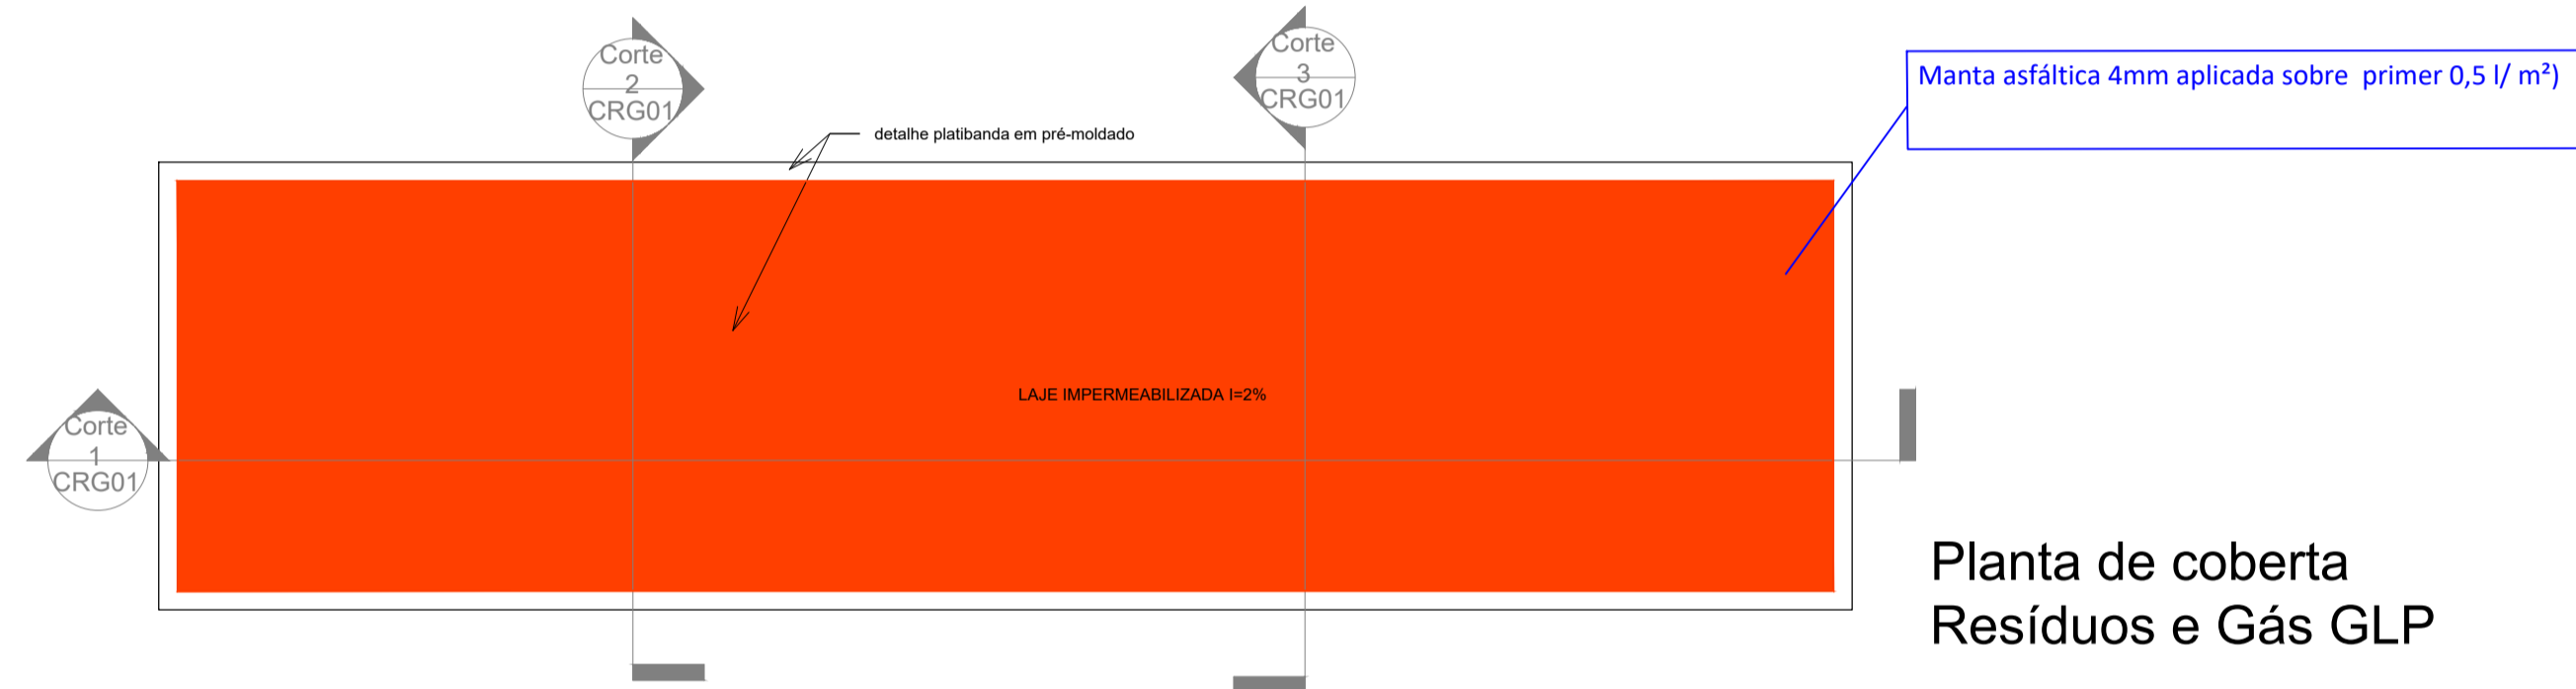 Corte
2
CRG01
Corte
3
CRG01
Manta asfáltica 4mm aplicada sobre  primer 0,5 l/ m²)
detalhe platibanda em pré-moldado
LAJE IMPERMEABILIZADA I=2%
Corte
1
CRG01
Planta de coberta
Resíduos e Gás GLP